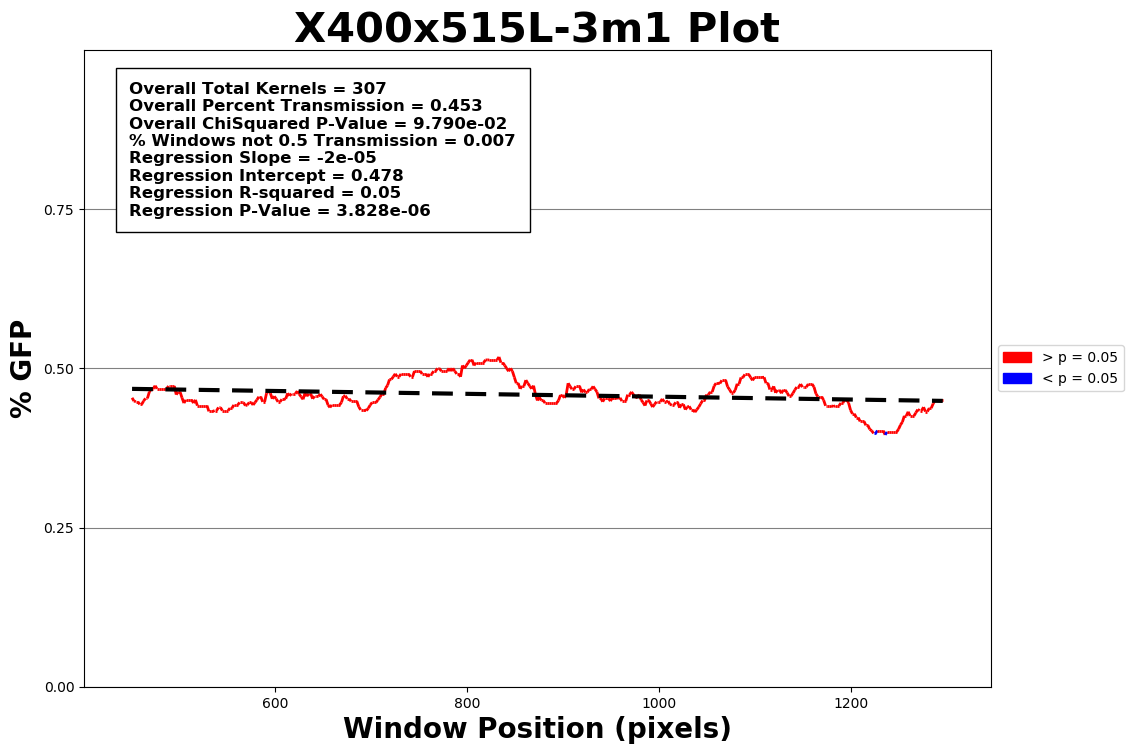 X400x515L-3m1 Plot
Overall Total Kernels = 307
Overall Percent Transmission = 0.453
Overall ChiSquared P-Value = 9.790e-02
% Windows not 0.5 Transmission = 0.007
Regression Slope = -2e-05
Regression Intercept = 0.478
Regression R-squared = 0.05
Regression P-Value = 3.828e-06
0.75
0.50
0.25
0.00
% GFP
> p = 0.05
< p = 0.05
600 800 1000 1200
Window Position (pixels)